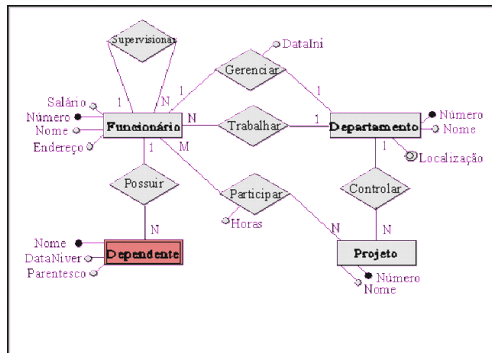 Supervisionar
DataIni
1 N 1 Gerenciar 1
Salário
Número
Nome
Endereço
Funcionário
N Trabalhar 1
Departamento
Número
Nome
Localização
1 M 1
Possuir
Participar
Horas
Controlar
N N N
Nome
DataNiver
Parentesco
Dependente
Projeto
Número
Nome